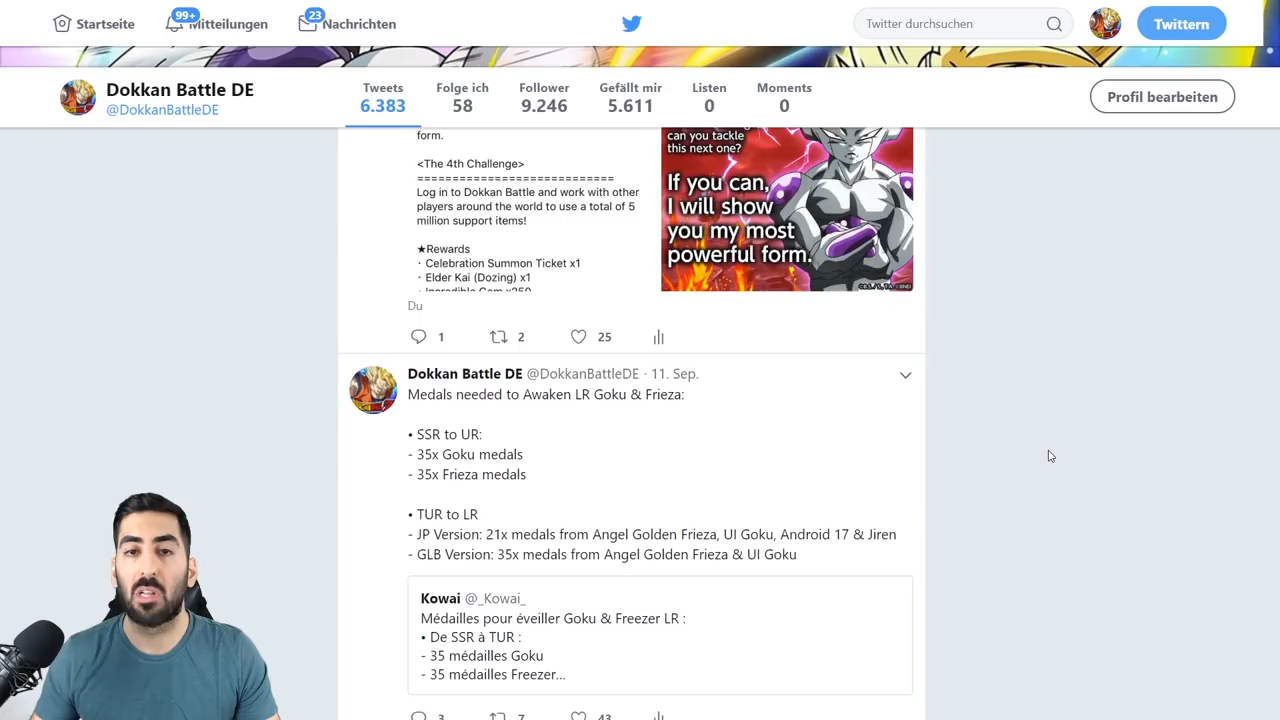 Startseite
99+
Mitteilungen
23
Nachrichten
Twitter durchsuchen
Twittern
Dokkan Battle DE
@DokkanBattleDE
Tweets
6.383
Folge ich
58
Follower
9.246
Gefällt mir
5.611
Listen
0
Moments
0
Profil bearbeiten
form.
<The 4th Challenge>
============================
Log in to Dokkan Battle and work with other
players around the world to use a total of 5
million support items!
★Rewards
・Celebration Summon Ticket x1
・Elder Kai (Dozing) x1
・Incredible Gem x250
can you tackle
this next one?
If you can,
I will show
you my most
powerful form.
Du
1
2
25
Dokkan Battle DE @DokkanBattleDE · 11. Sep.
Medals needed to Awaken LR Goku & Frieza:
• SSR to UR:
- 35x Goku medals
- 35x Frieza medals
• TUR to LR
- JP Version: 21x medals from Angel Golden Frieza, UI Goku, Android 17 & Jiren
- GLB Version: 35x medals from Angel Golden Frieza & UI Goku
Kowai @_Kowai_
Médailles pour éveiller Goku & Freezer LR :
• De SSR à TUR :
- 35 médailles Goku
- 35 médailles Freezer...
3
7
43